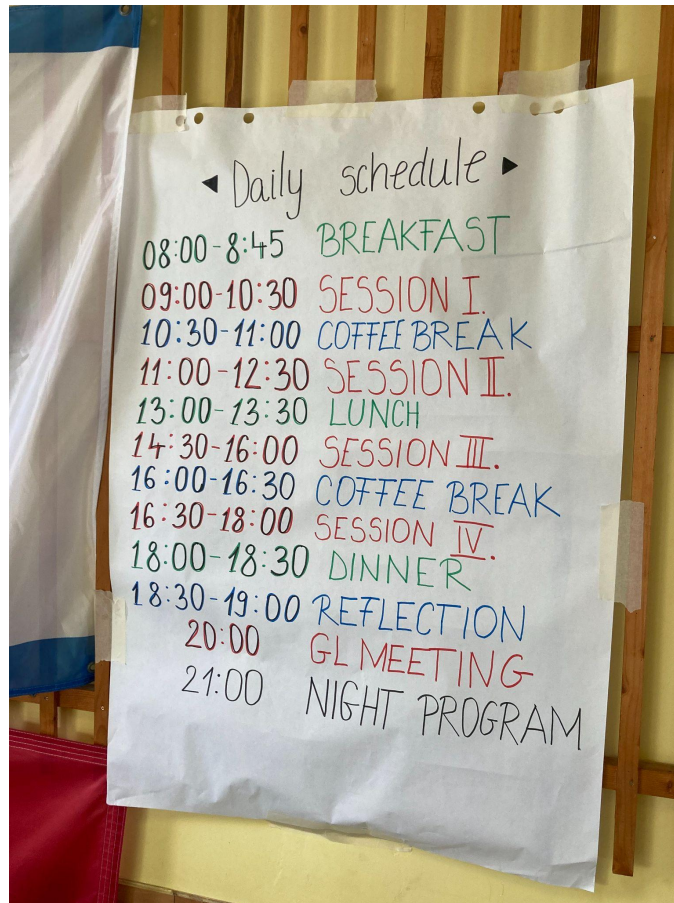 ◄ Daily schedule ►
08:00-8:45 BREAKFAST
09:00-10:30 SESSION I.
10:30-11:00 COFFEE BREAK
11:00-12:30 SESSION II.
13:00-13:30 LUNCH
14:30-16:00 SESSION III.
16:00-16:30 COFFEE BREAK
16:30-18:00 SESSION IV.
18:00-18:30 DINNER
18:30-19:00 REFLECTION
20:00 GL MEETING
21:00 NIGHT PROGRAM